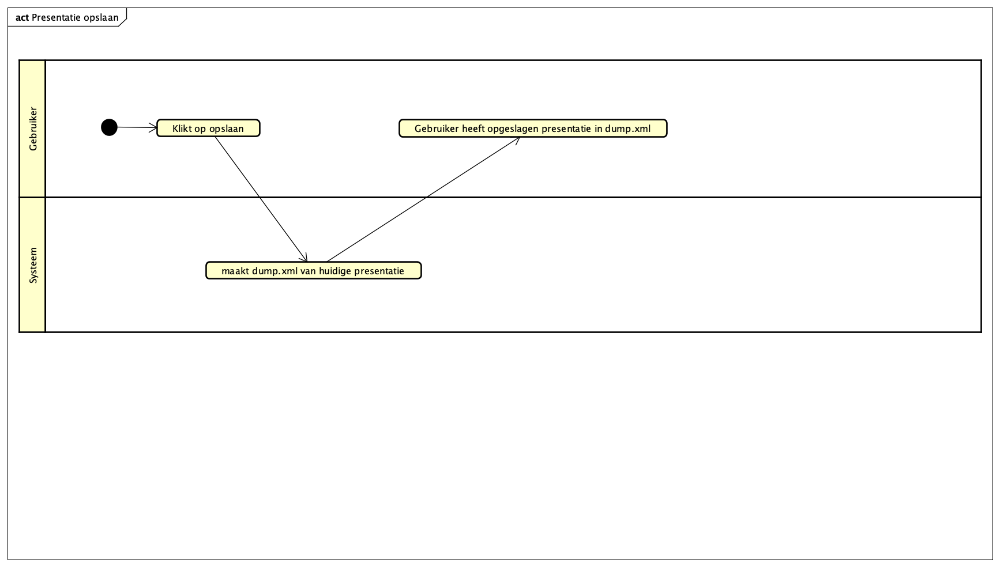 act Presentatie opslaan
Gebruiker
Klikt op opslaan
Gebruiker heeft opgeslagen presentatie in dump.xml
Systeem
maakt dump.xml van huidige presentatie